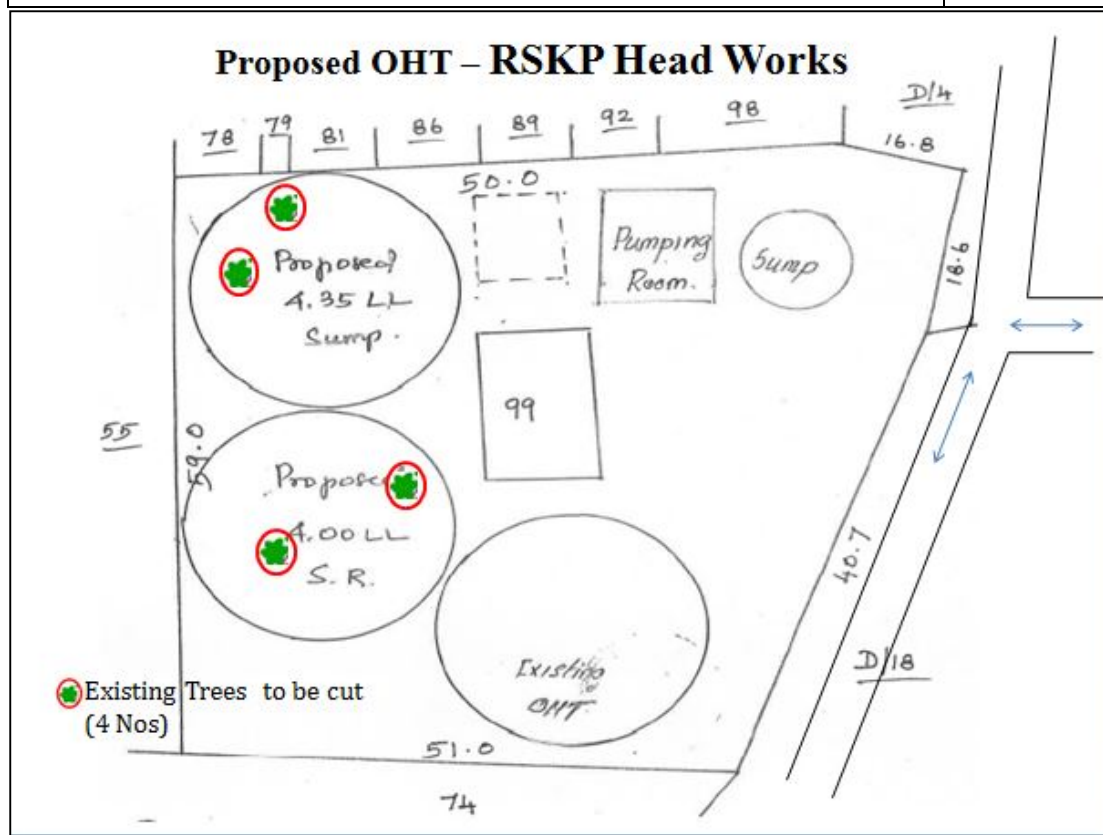 Proposed OHT – RSKP Head Works
D/4
78 79 81 86 89 92 98
16.8
50.0
Proposed
4.35 LL
Sump.
Pumping
Room.
Sump
18.6
99
55
59.0
Proposed
4.00 LL
S.R.
40.7
Existing
OHT
D/18
Existing Trees to be cut
(4 Nos)
51.0
74